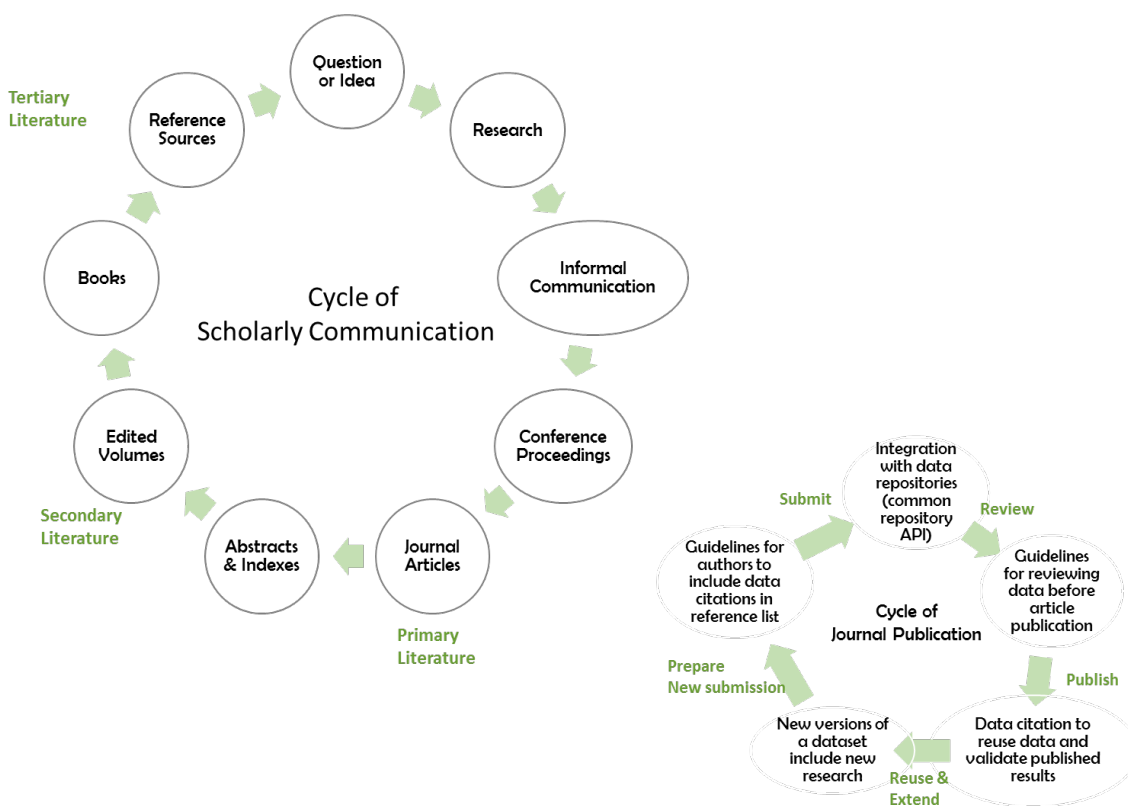 Question
or Idea
Tertiary
Literature
Reference
Sources
Research
Books
Informal
Communication
Cycle of
Scholarly Communication
Edited
Volumes
Conference
Proceedings
Secondary
Literature
Abstracts
& Indexes
Journal
Articles
Primary
Literature
Integration
with data
repositories
(common
repository
API)
Submit
Review
Guidelines for
authors to
include data
citations in
reference list
Guidelines
for reviewing
data before
article
publication
Cycle of
Journal Publication
Prepare
New submission
Publish
New versions of
a dataset
include new
research
Data citation to
reuse data and
validate published
results
Reuse &
Extend